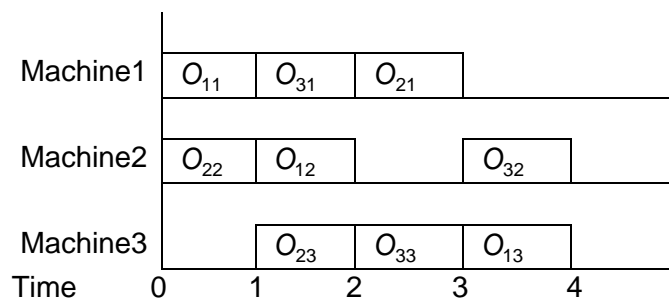 Machine1 O₁₁ O₃₁ O₂₁
Machine2 O₂₂ O₁₂ O₃₂
Machine3 O₂₃ O₃₃ O₁₃
Time 0 1 2 3 4